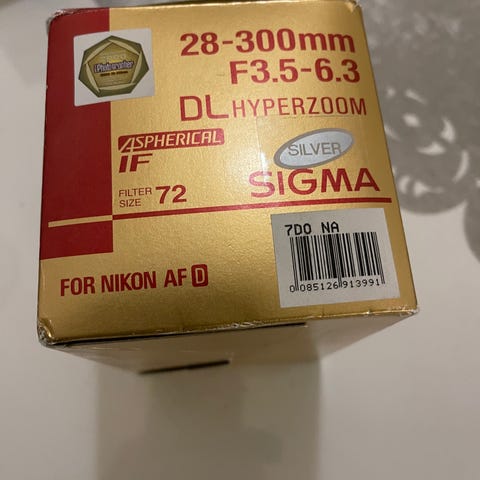 Photographer
28-300mm
F3.5-6.3
DL HYPERZOOM
ASPHERICAL
IF
SILVER
FILTER
SIZE 72
SIGMA
7DO NA
0 085126 913991
FOR NIKON AF D